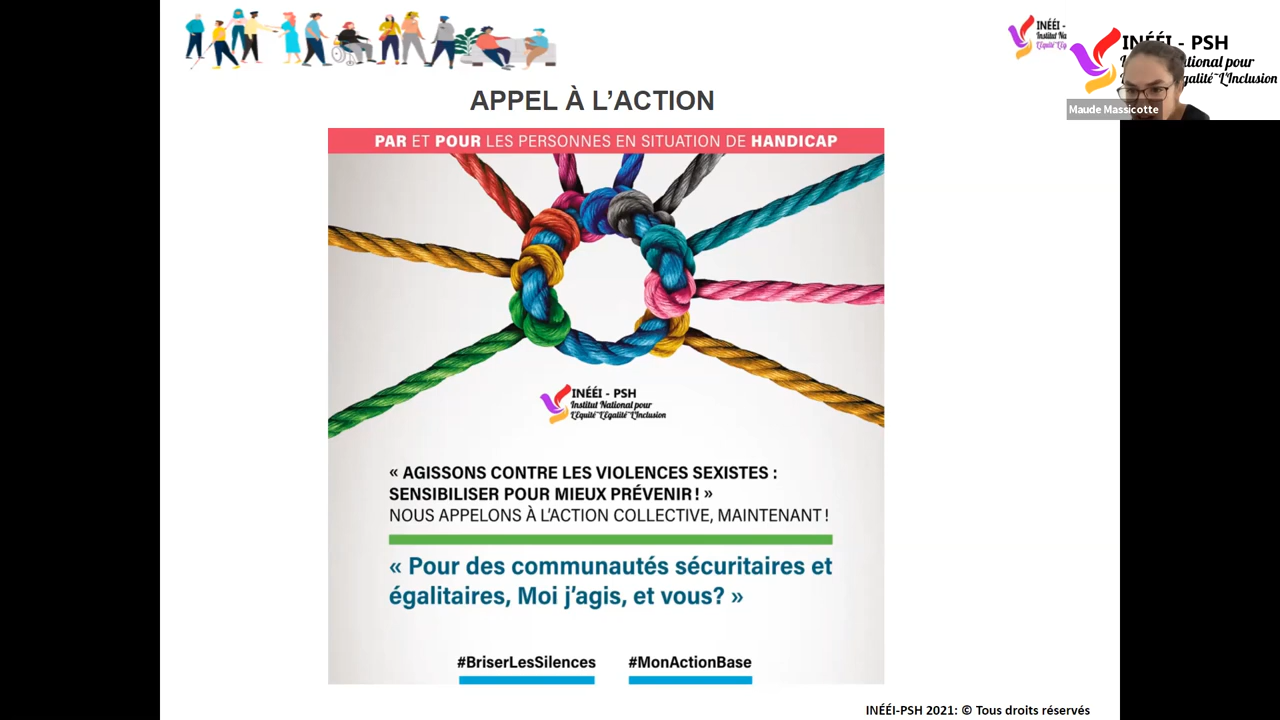 INÉÉI -
INÉÉI - PSH
Maude Massicotte
APPEL À L'ACTION
PAR ET POUR LES PERSONNES EN SITUATION DE HANDICAP
INÉÉI - PSH
Institut National pour
L'Équité~L'Égalité~L'Inclusion
« AGISSONS CONTRE LES VIOLENCES SEXISTES :
SENSIBILISER POUR MIEUX PRÉVENIR ! »
NOUS APPELONS À L'ACTION COLLECTIVE, MAINTENANT !
« Pour des communautés sécuritaires et
égalitaires, Moi j'agis, et vous? »
#BriserLesSilences #MonActionBase
INÉÉI-PSH 2021: © Tous droits réservés